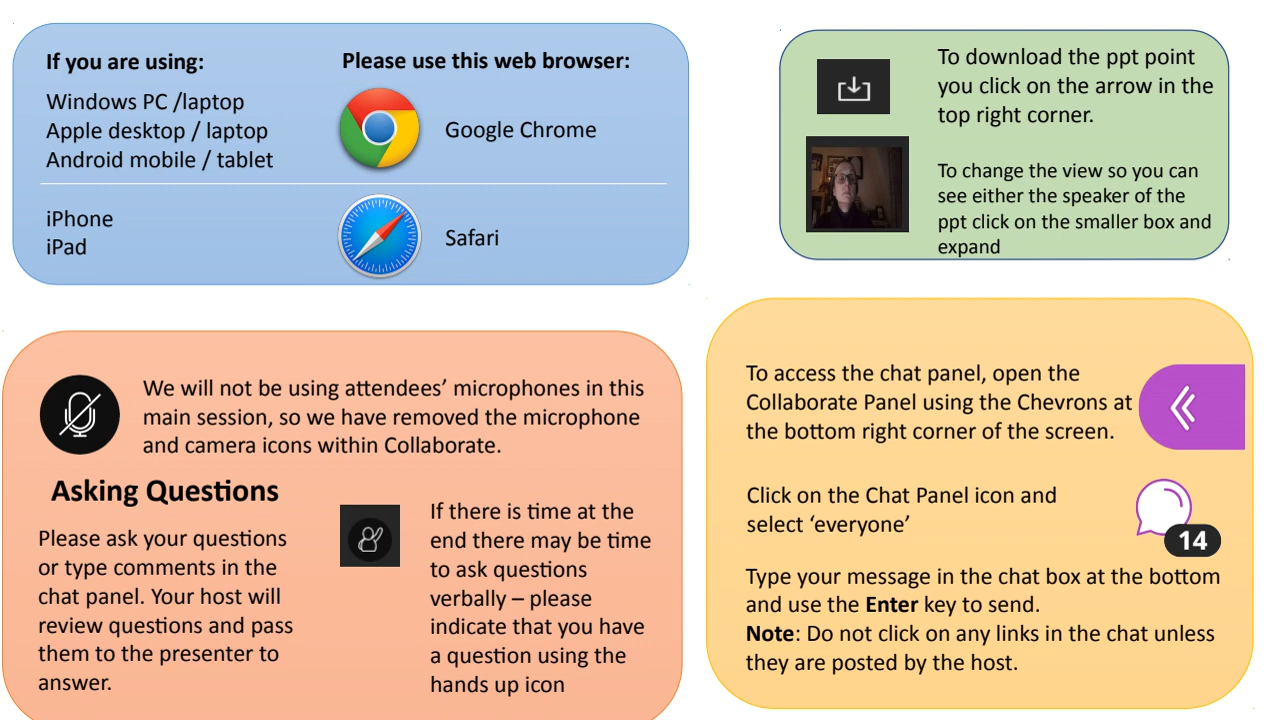 If you are using:
Please use this web browser:
Windows PC /laptop
Apple desktop / laptop
Android mobile / tablet
Google Chrome
iPhone
iPad
Safari
To download the ppt point
you click on the arrow in the
top right corner.
To change the view so you can
see either the speaker of the
ppt click on the smaller box and
expand
We will not be using attendees’ microphones in this
main session, so we have removed the microphone
and camera icons within Collaborate.
Asking Questions
Please ask your questions
or type comments in the
chat panel. Your host will
review questions and pass
them to the presenter to
answer.
If there is time at the
end there may be time
to ask questions
verbally – please
indicate that you have
a question using the
hands up icon
To access the chat panel, open the
Collaborate Panel using the Chevrons at
the bottom right corner of the screen.
Click on the Chat Panel icon and
select ‘everyone’
14
Type your message in the chat box at the bottom
and use the Enter key to send.
Note: Do not click on any links in the chat unless
they are posted by the host.